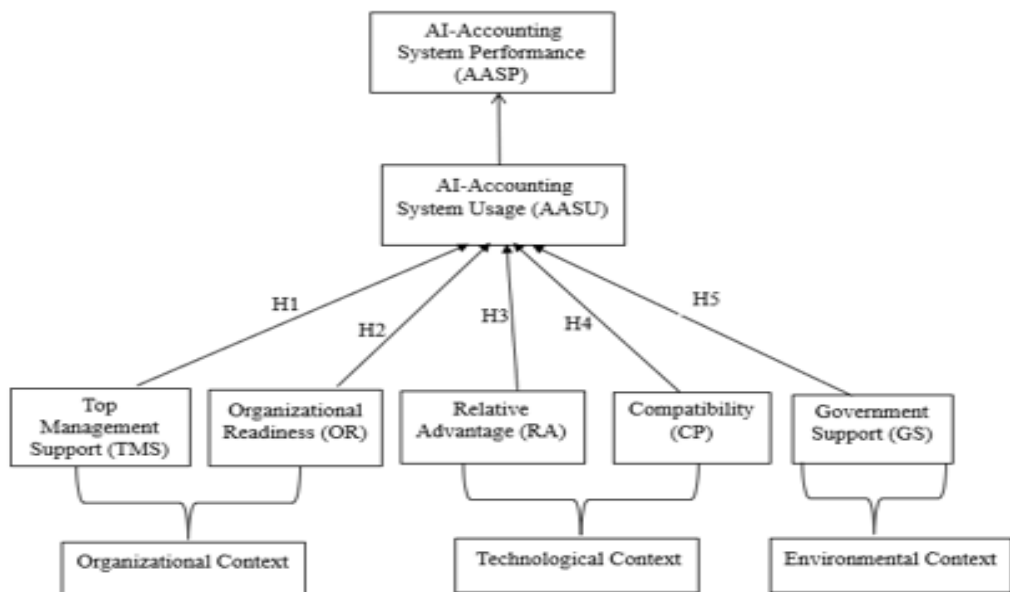 AI-Accounting
System Performance
(AASP)
AI-Accounting
System Usage (AASU)
H1
H2
H3
H4
H5
Top
Management
Support (TMS)
Organizational
Readiness (OR)
Relative
Advantage (RA)
Compatibility
(CP)
Government
Support (GS)
Organizational Context
Technological Context
Environmental Context